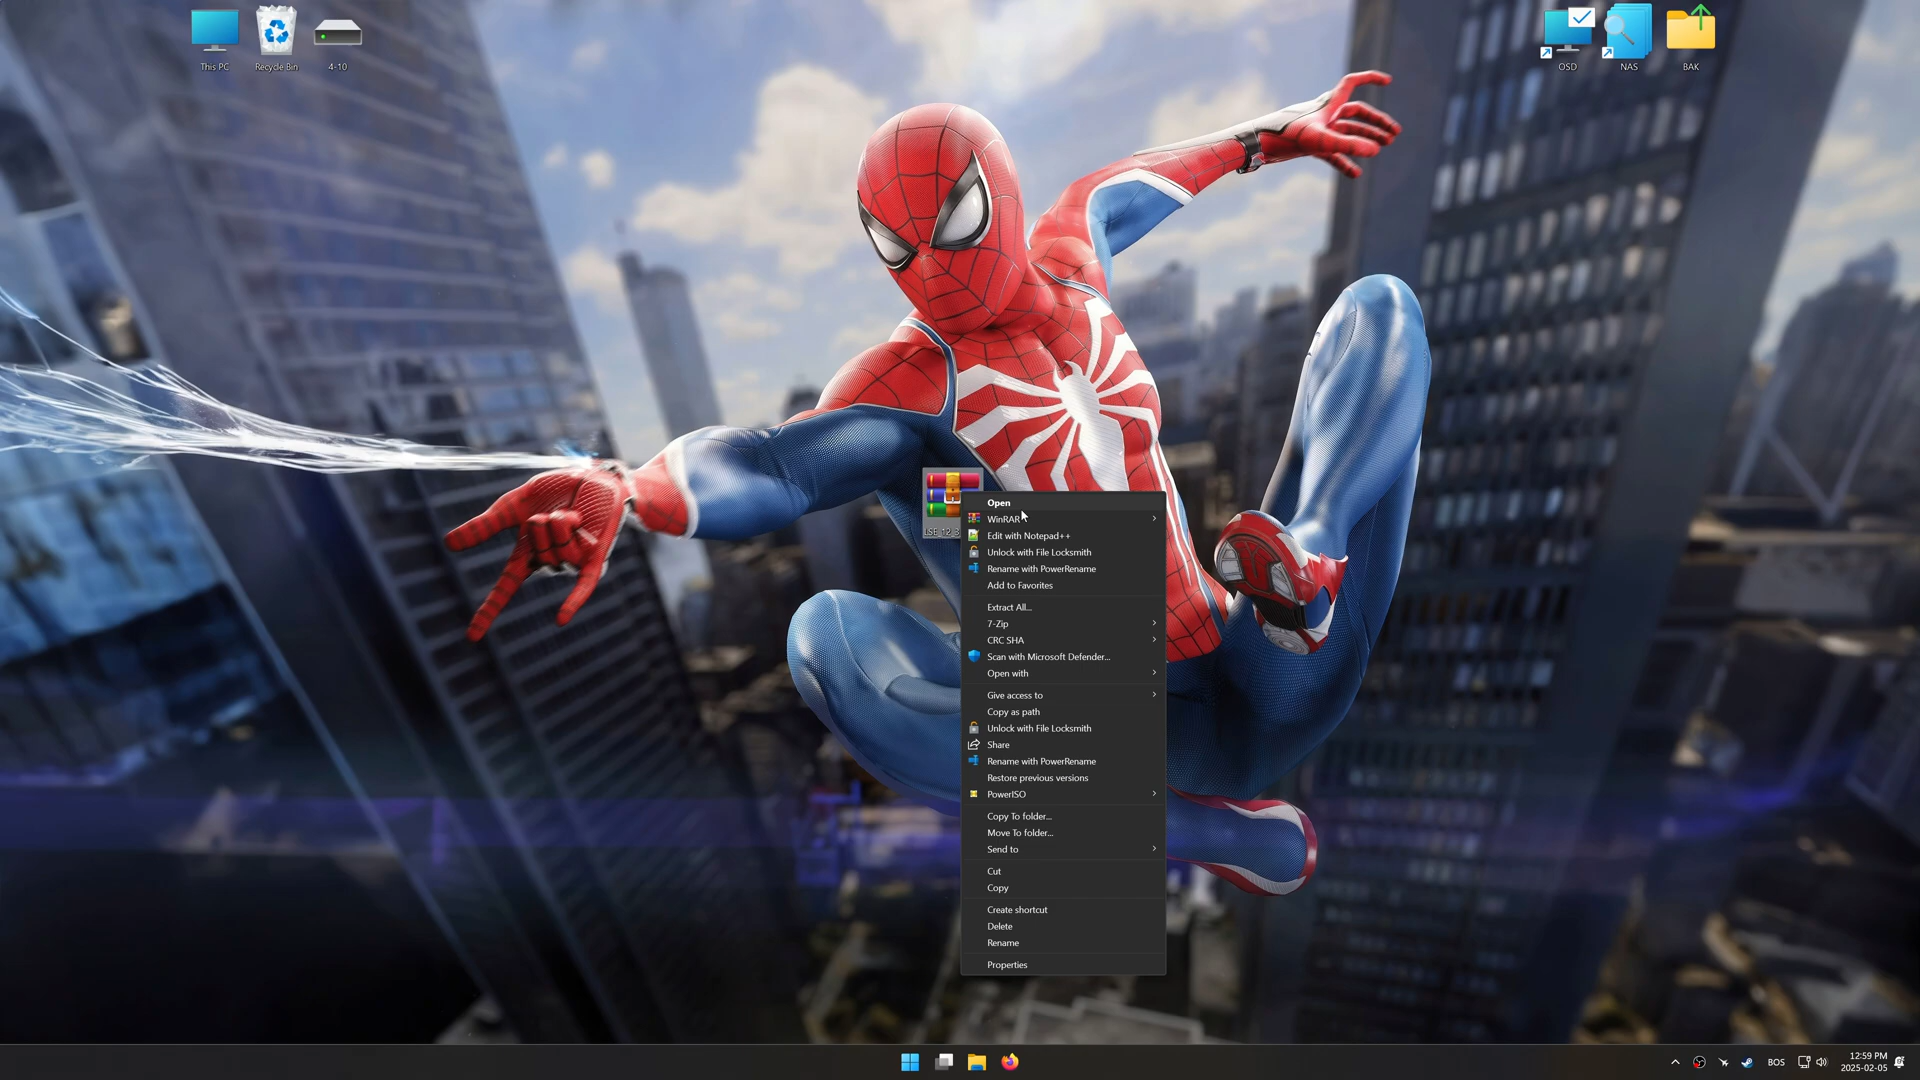 This PC
Recycle Bin
4-10
OSD
NAS
BAK
Open
WinRAR
Edit with Notepad++
Unlock with File Locksmith
Rename with PowerRename
Add to Favorites
Extract All...
7-Zip
CRC SHA
Scan with Microsoft Defender...
Open with
Give access to
Copy as path
Unlock with File Locksmith
Share
Rename with PowerRename
Restore previous versions
PowerISO
Copy To folder...
Move To folder...
Send to
Cut
Copy
Create shortcut
Delete
Rename
Properties
BOS
12:59 PM
2025-02-05